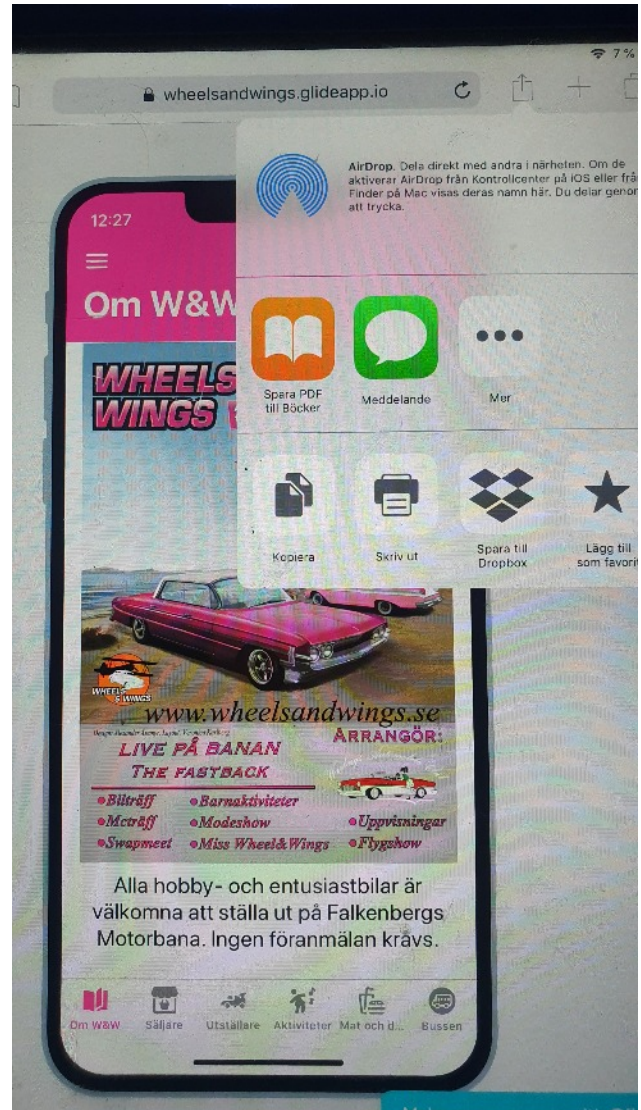 7 %
wheelsandwings.glideapp.io
AirDrop. Dela direkt med andra i närheten. Om de
aktiverar AirDrop från Kontrollcenter på iOS eller frå
Finder på Mac visas deras namn här. Du delar genom
att trycka.
12:27
Om W&W
WHEELS
WINGS
Spara PDF
till Böcker
Meddelande
Mer
Kopiera
Skriv ut
Spara till
Dropbox
Lägg till
som favorit
WHEELS
& WINGS
www.wheelsandwings.se
ARRANGÖR:
LIVE PÅ BANAN
THE FASTBACK
•Bilträff •Barnaktiviteter
•Mcträff •Modeshow •Uppvisningar
•Swapmeet •Miss Wheel&Wings •Flygshow
Alla hobby- och entusiastbilar är
välkomna att ställa ut på Falkenbergs
Motorbana. Ingen föranmälan krävs.
Om W&W Säljare Utställare Aktiviteter Mat och d... Bussen